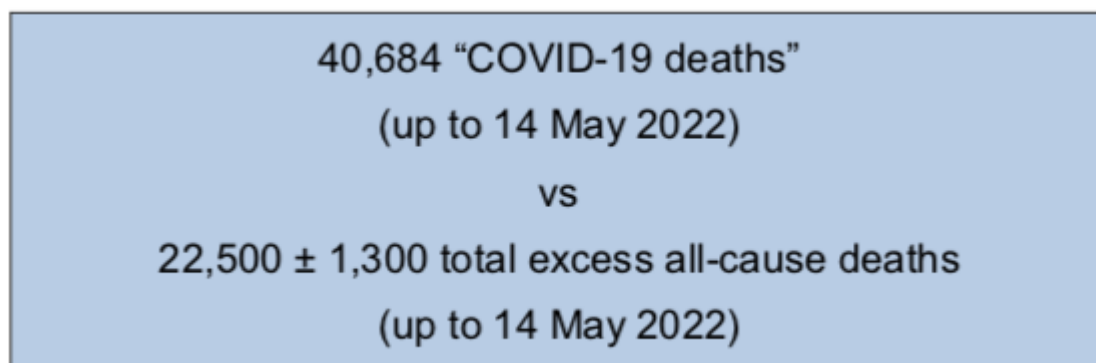 40,684 “COVID-19 deaths”
(up to 14 May 2022)
vs
22,500 ± 1,300 total excess all-cause deaths
(up to 14 May 2022)